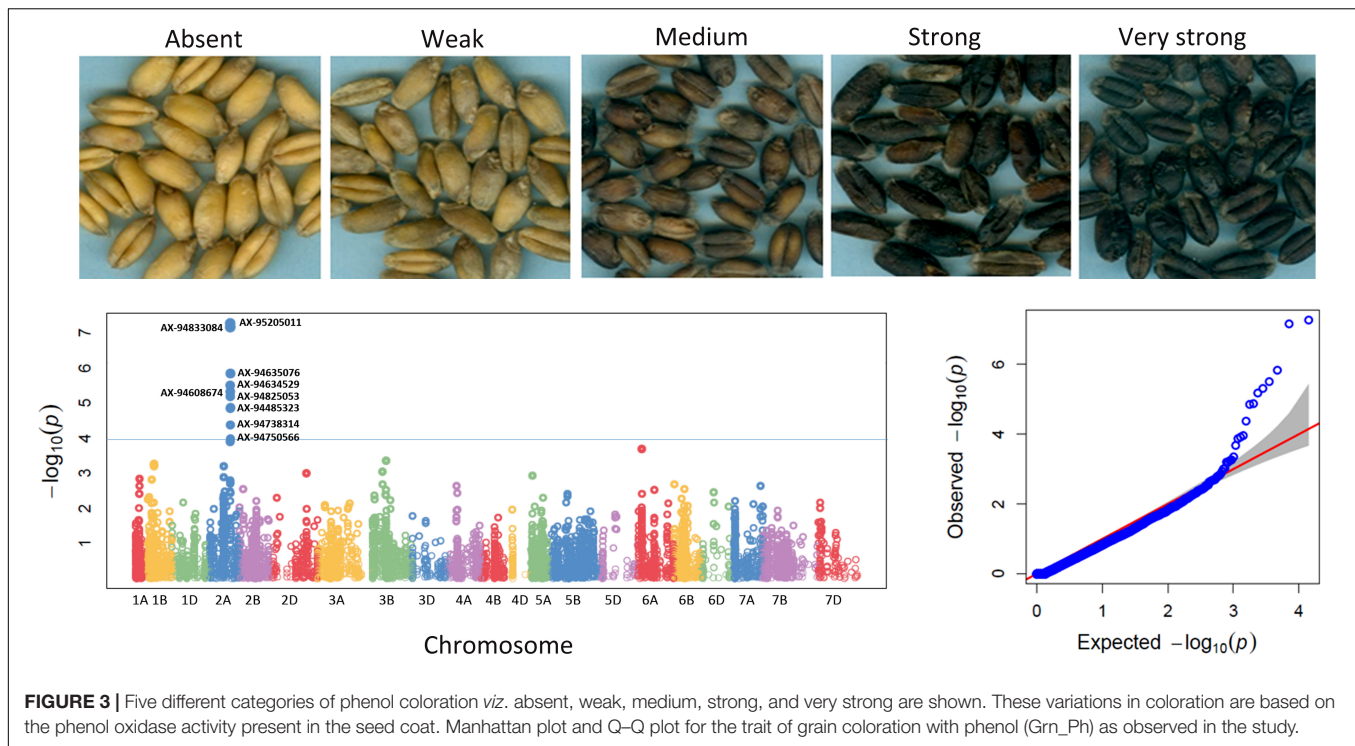 Absent Weak Medium Strong Very strong
7
6
5
4
3
2
1
−log10(p)
AX-94833084 AX-95205011
AX-94635076
AX-94634529
AX-94608674
AX-94825053
AX-94485323
AX-94738314
AX-94750566
1A 1B 1D 2A 2B 2D 3A 3B 3D 4A 4B 4D 5A 5B 5D 6A 6B 6D 7A 7B 7D
Chromosome
Observed −log10(p)
6
4
2
0
0 1 2 3 4
Expected −log10(p)
FIGURE 3 | Five different categories of phenol coloration viz. absent, weak, medium, strong, and very strong are shown. These variations in coloration are based on
the phenol oxidase activity present in the seed coat. Manhattan plot and Q–Q plot for the trait of grain coloration with phenol (Grn_Ph) as observed in the study.